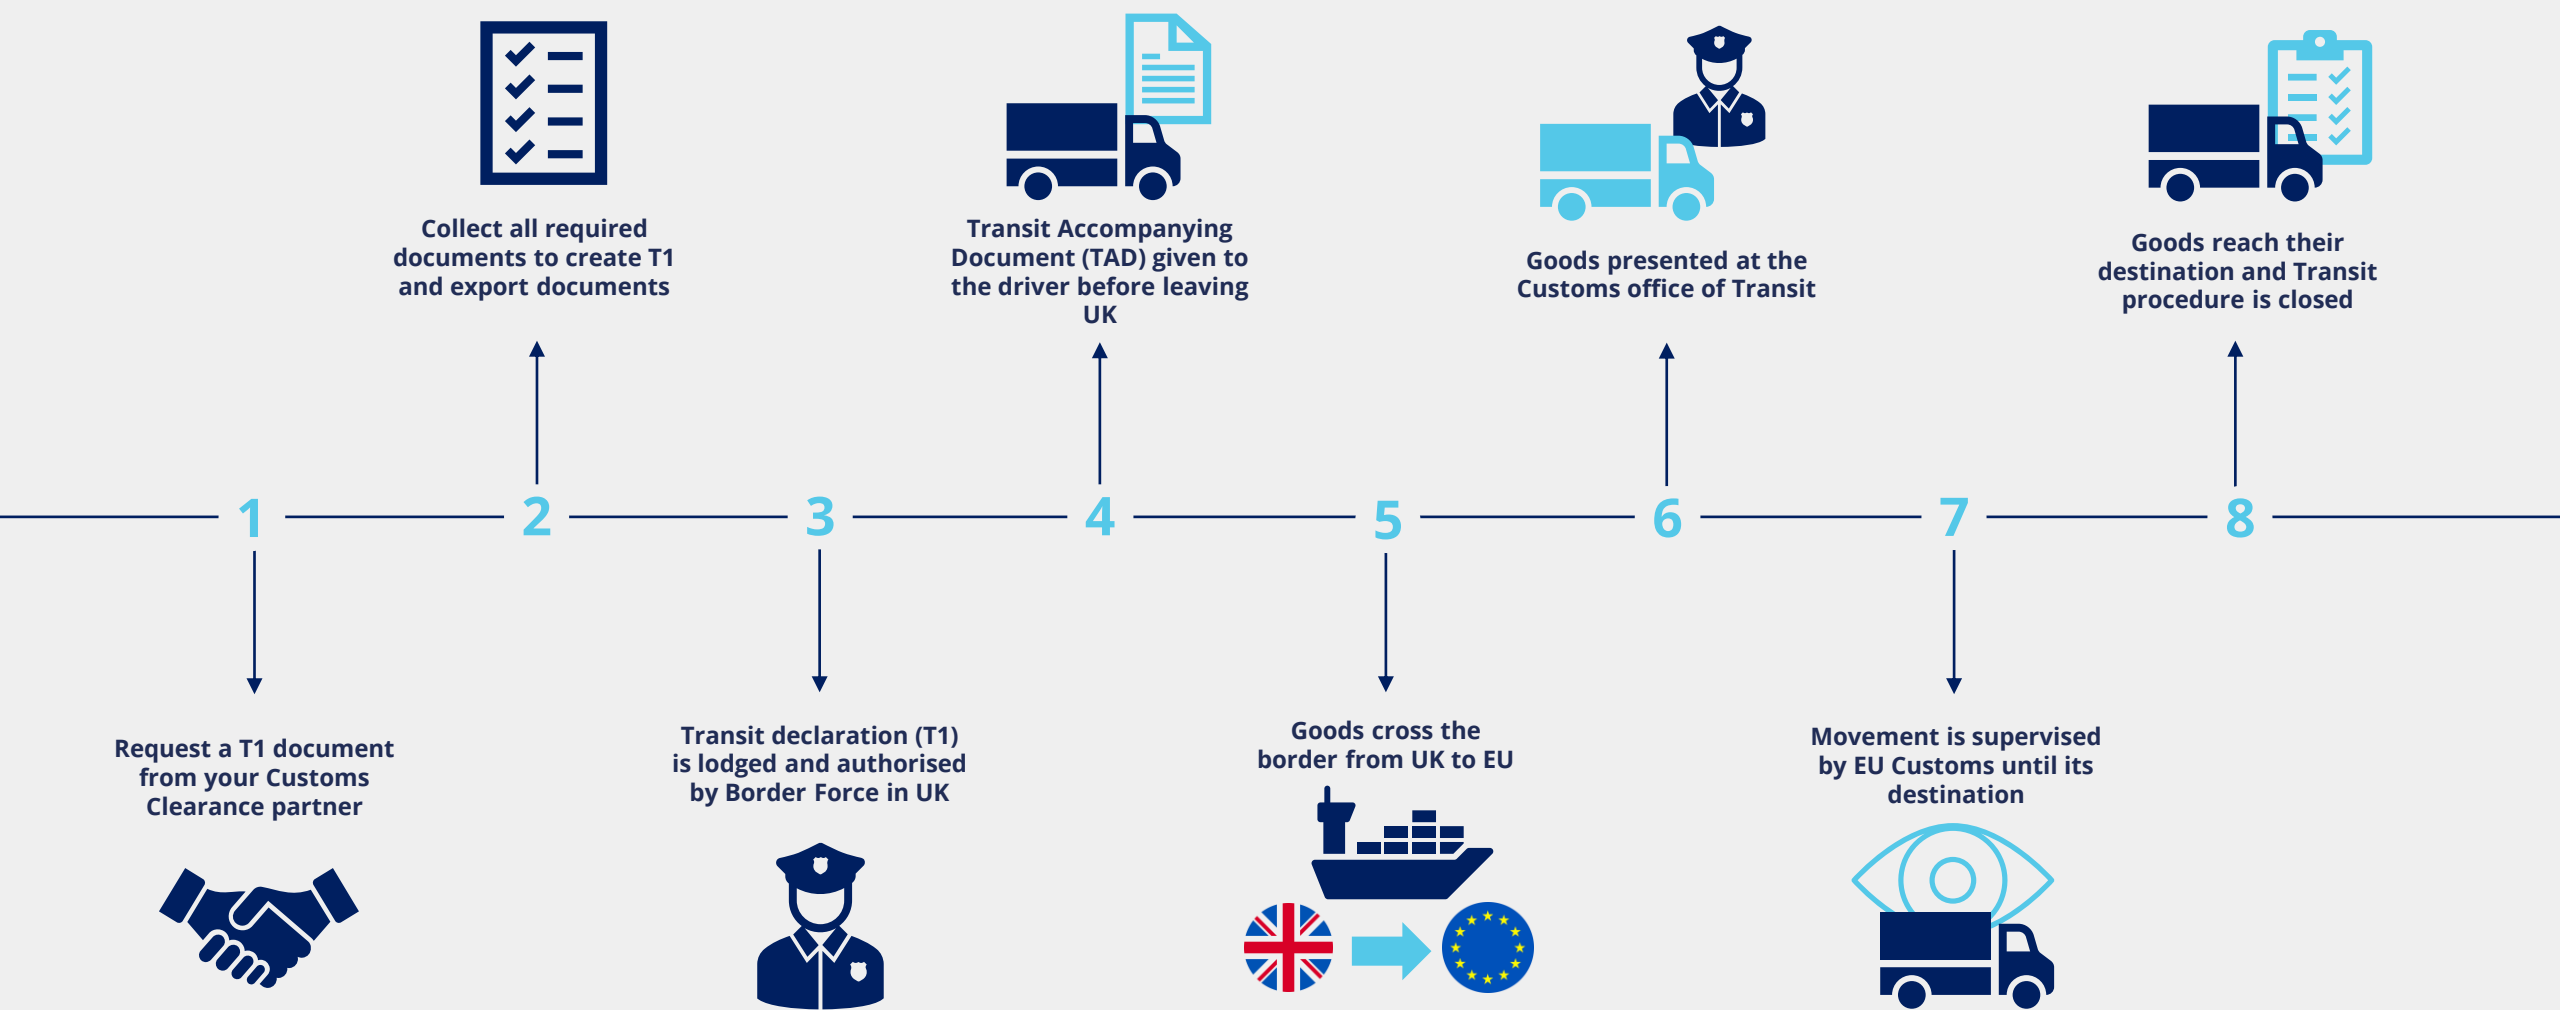 1
Request a T1 document
from your Customs
Clearance partner
2
Collect all required
documents to create T1
and export documents
3
Transit declaration (T1)
is lodged and authorised
by Border Force in UK
4
Transit Accompanying
Document (TAD) given to
the driver before leaving
UK
5
Goods cross the
border from UK to EU
6
Goods presented at the
Customs office of Transit
7
Movement is supervised
by EU Customs until its
destination
8
Goods reach their
destination and Transit
procedure is closed